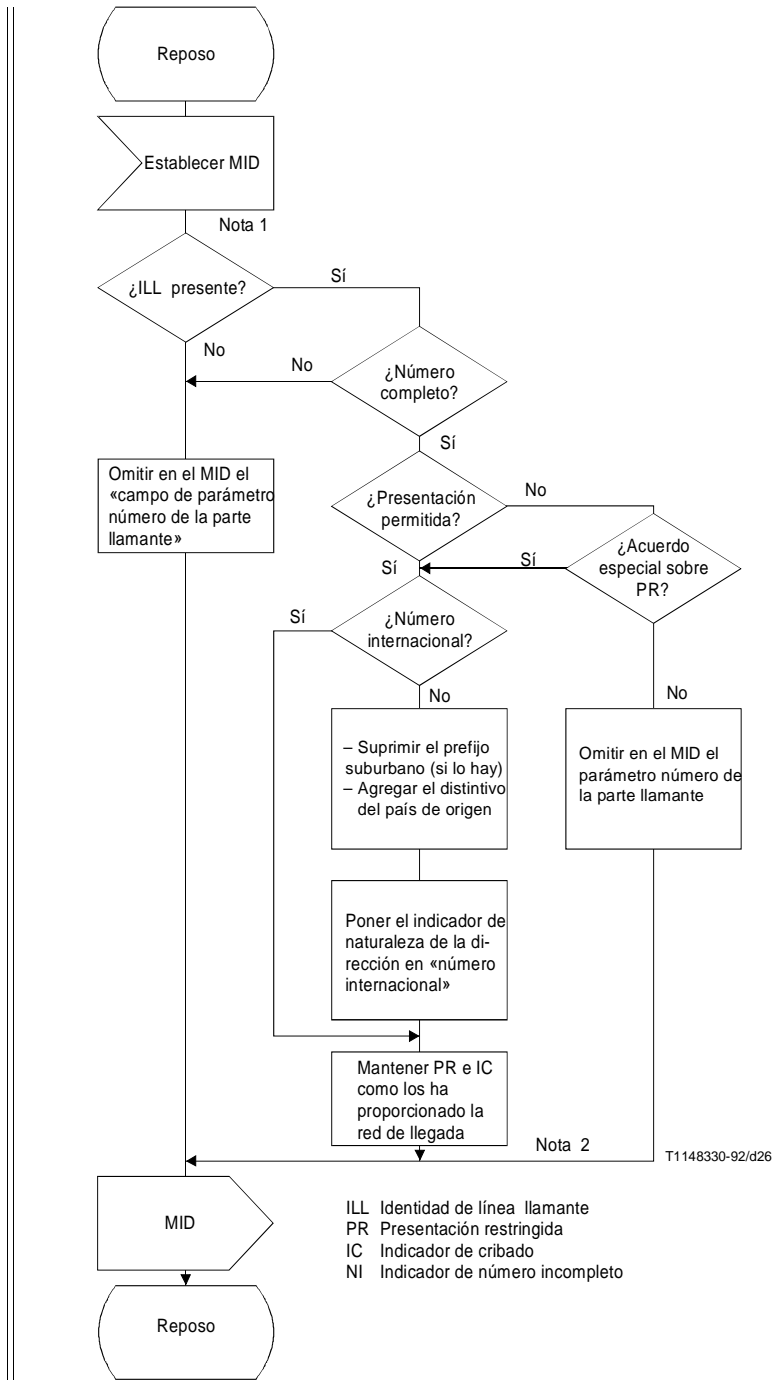 Reposo
Establecer MID
Nota 1
¿ILL presente?
Sí
No
No
¿Número
completo?
Sí
Omitir en el MID el
«campo de parámetro
número de la parte
llamante»
¿Presentación
permitida?
No
Sí
Sí
¿Acuerdo
especial sobre
PR?
Sí
¿Número
internacional?
No
No
– Suprimir el prefijo
suburbano (si lo hay)
– Agregar el distintivo
del país de origen
Omitir en el MID el
parámetro número de
la parte llamante
Poner el indicador de
naturaleza de la di-
rección en «número
internacional»
Mantener PR e IC
como los ha
proporcionado la
red de llegada
Nota 2
T1148330-92/d26
MID
ILL Identidad de línea llamante
PR Presentación restringida
IC Indicador de cribado
NI Indicador de número incompleto
Reposo